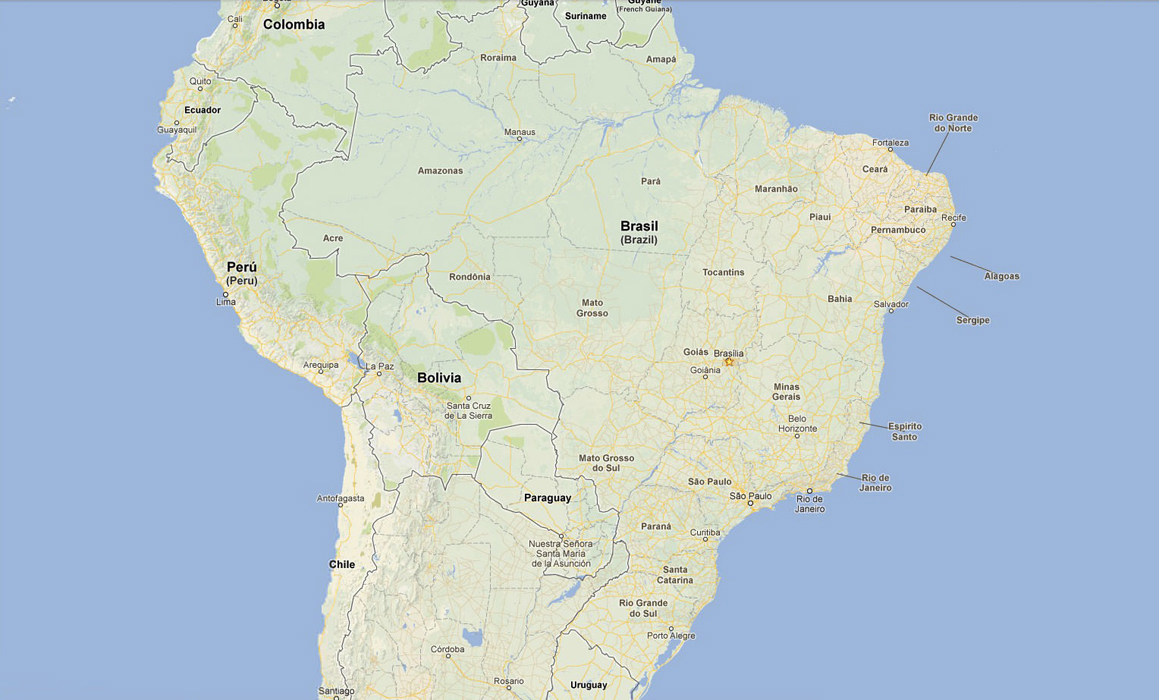 Guyana
Guyane
(French Guiana)
Suriname
Cali
Colombia
Roraima
Amapá
Quito
Ecuador
Guayaquil
Manaus
Rio Grande
do Norte
Fortaleza
Ceará
Amazonas
Pará
Maranhão
Piaui
Paraiba
Recife
Pernambuco
Brasil
(Brazil)
Acre
Perú
(Peru)
Lima
Rondônia
Tocantins
Alagoas
Mato
Grosso
Bahia
Salvador
Sergipe
Arequipa
La Paz
Bolivia
Goiás
Brasília
Goiânia
Minas
Gerais
Santa Cruz
de La Sierra
Belo
Horizonte
Espirito
Santo
Mato Grosso
do Sul
São Paulo
São Paulo
Rio de
Janeiro
Rio de
Janeiro
Antofagasta
Paraguay
Paraná
Curitiba
Nuestra Señora
Santa Maria
de la Asunción
Chile
Santa
Catarina
Rio Grande
do Sul
Porto Alegre
Córdoba
Rosario
Uruguay
Santiago